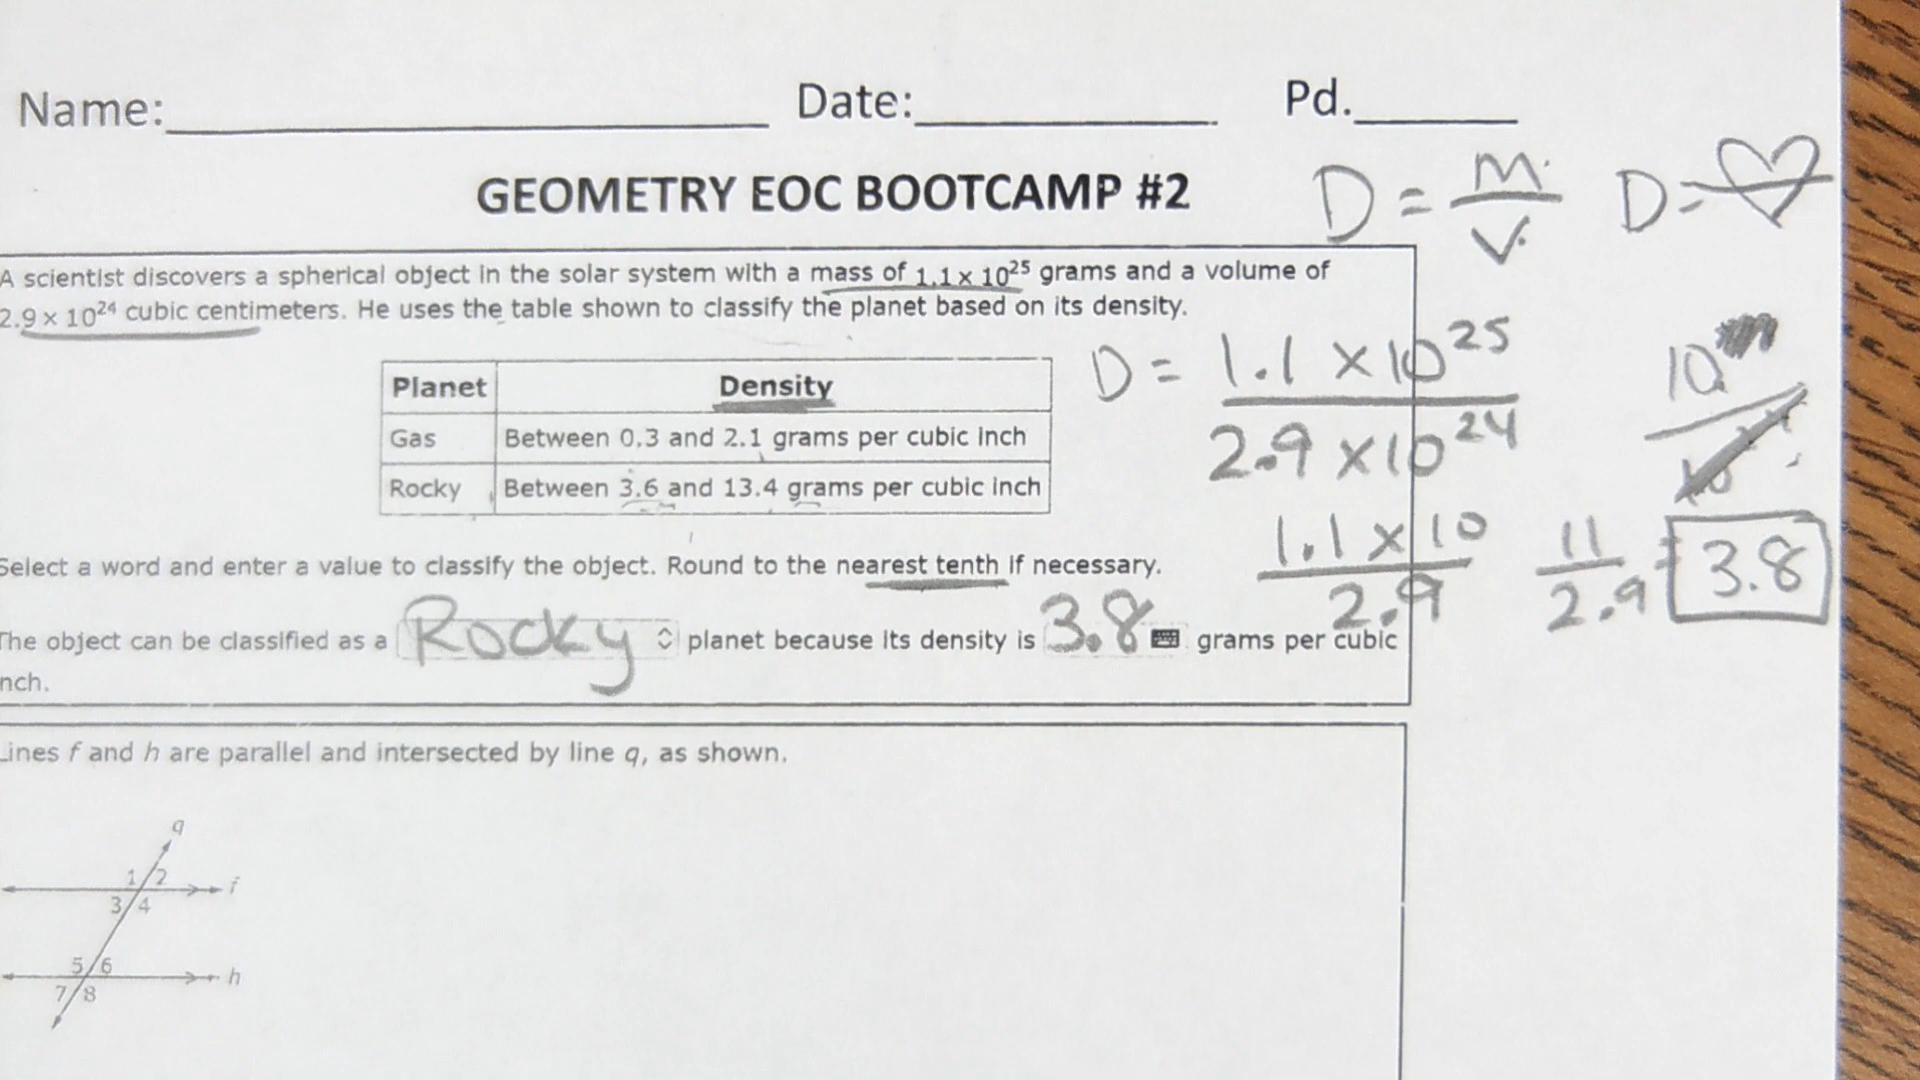 Name: Date: Pd.
GEOMETRY EOC BOOTCAMP #2
D = m/v D =
A scientist discovers a spherical object in the solar system with a mass of 1.1 x 10²⁵ grams and a volume of
2.9 x 10²⁴ cubic centimeters. He uses the table shown to classify the planet based on its density.
Planet Density
Gas Between 0.3 and 2.1 grams per cubic inch
Rocky Between 3.6 and 13.4 grams per cubic inch
D = 1.1 x 10²⁵
2.9 x 10²⁴
10
1.1 x 10
2.9
11
2.9
= 3.8
Select a word and enter a value to classify the object. Round to the nearest tenth if necessary.
The object can be classified as a Rocky planet because its density is 3.8 grams per cubic
nch.
Lines f and h are parallel and intersected by line q, as shown.
q
1 2 f
3 4
5 6 h
7 8